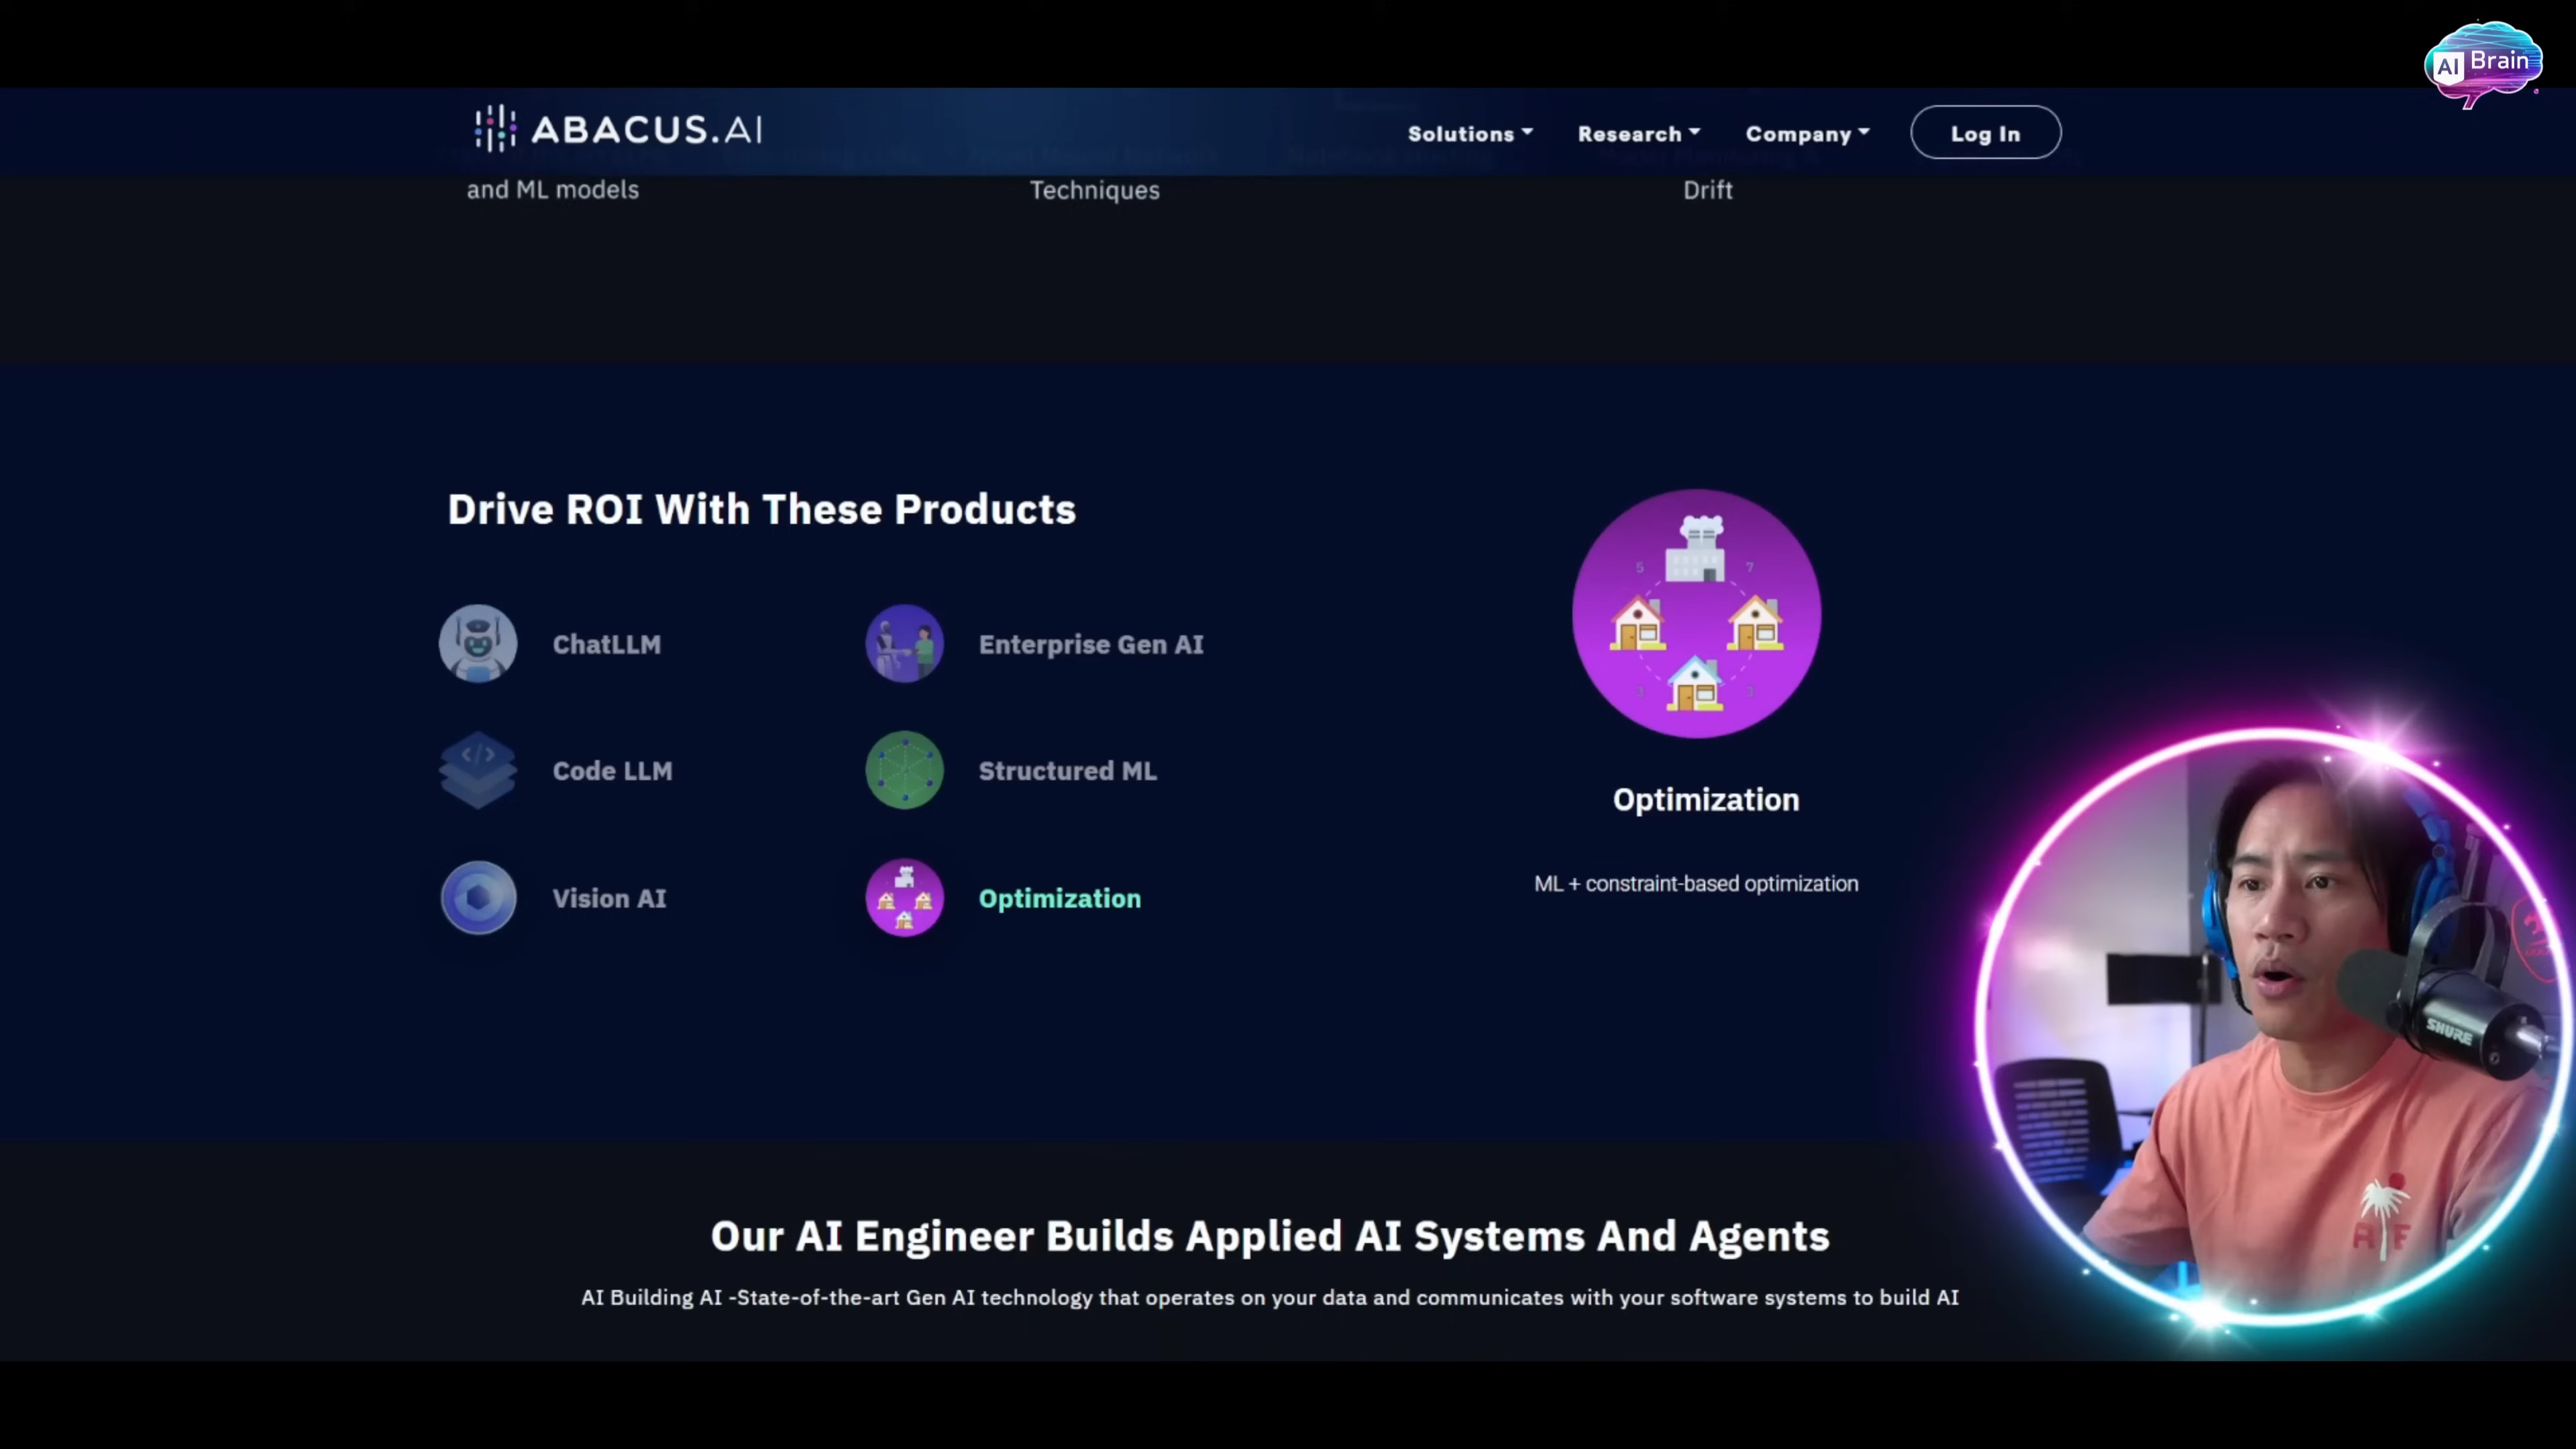 AI Brain
ABACUS.AI
Solutions
Research
Company
Log In
and ML models
Techniques
Drift
Drive ROI With These Products
5
7
ChatLLM
Enterprise Gen AI
Code LLM
Structured ML
Optimization
ML + constraint-based optimization
Vision AI
Optimization
SHURE
Our AI Engineer Builds Applied AI Systems And Agents
AI Building AI -State-of-the-art Gen AI technology that operates on your data and communicates with your software systems to build AI